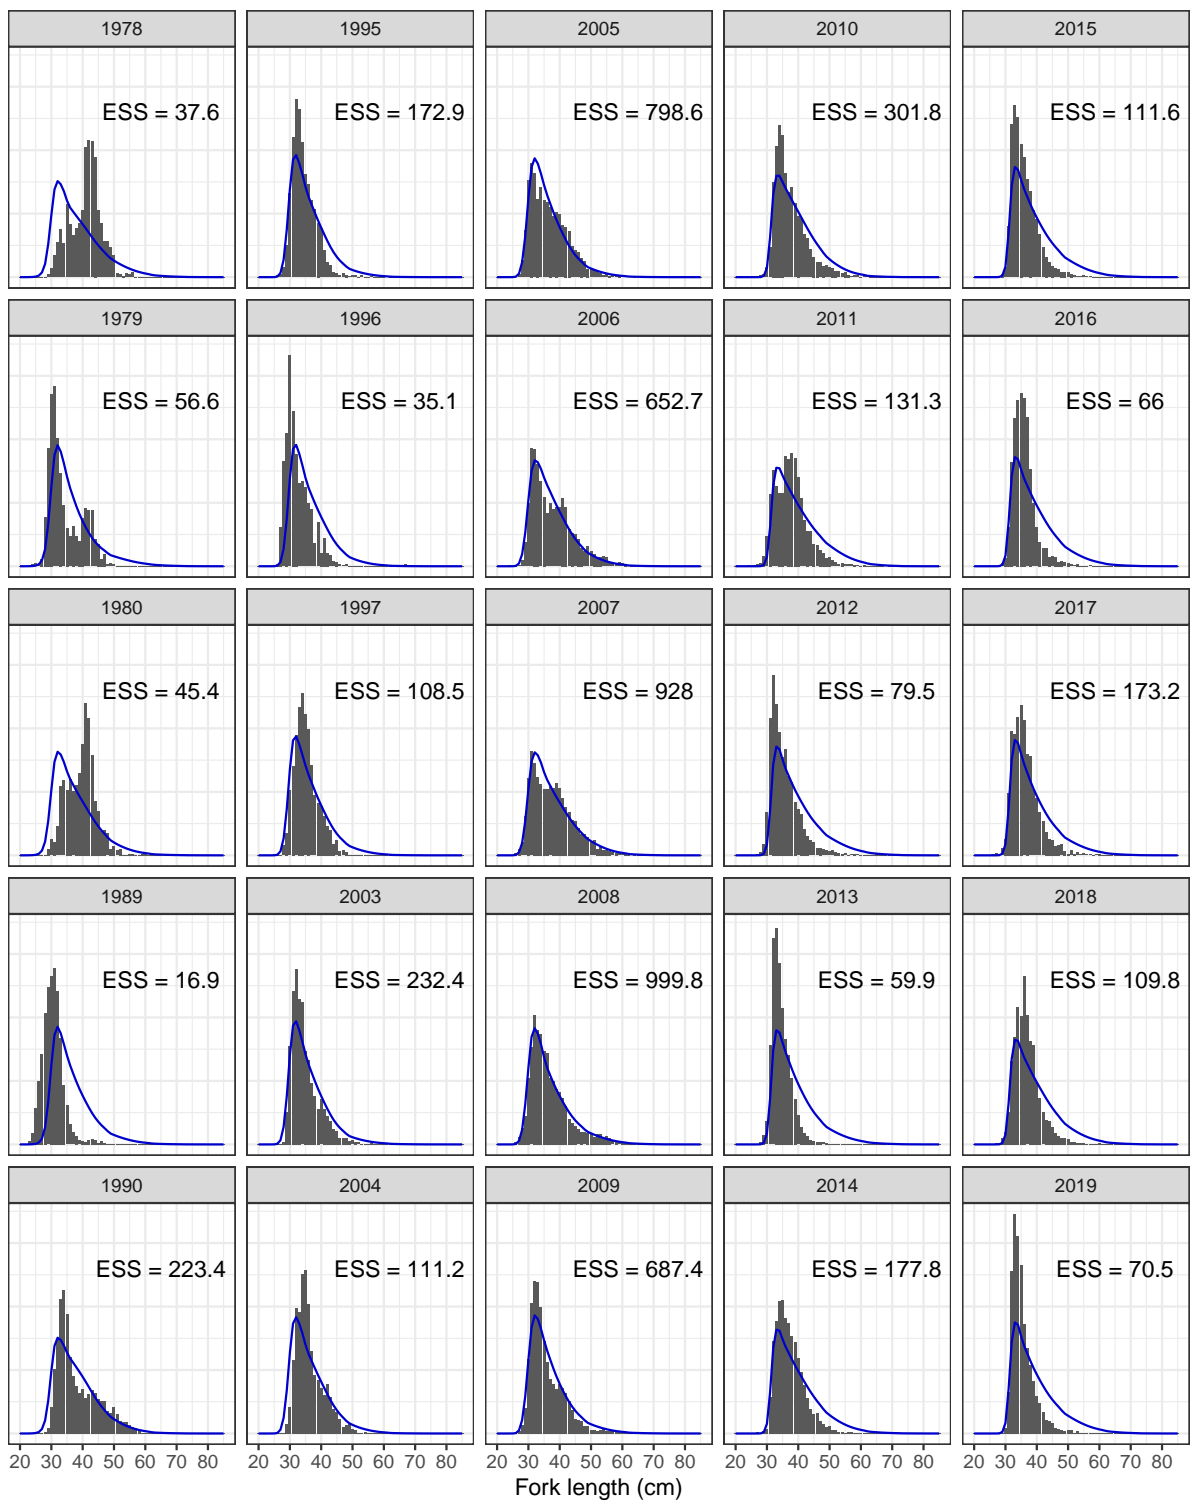 1978 1995 2005 2010 2015
ESS = 37.6 ESS = 172.9 ESS = 798.6 ESS = 301.8 ESS = 111.6
1979 1996 2006 2011 2016
ESS = 56.6 ESS = 35.1 ESS = 652.7 ESS = 131.3 ESS = 66
1980 1997 2007 2012 2017
ESS = 45.4 ESS = 108.5 ESS = 928 ESS = 79.5 ESS = 173.2
1989 2003 2008 2013 2018
ESS = 16.9 ESS = 232.4 ESS = 999.8 ESS = 59.9 ESS = 109.8
1990 2004 2009 2014 2019
ESS = 223.4 ESS = 111.2 ESS = 687.4 ESS = 177.8 ESS = 70.5
20 30 40 50 60 70 80 20 30 40 50 60 70 80 20 30 40 50 60 70 80 20 30 40 50 60 70 80 20 30 40 50 60 70 80
Fork length (cm)